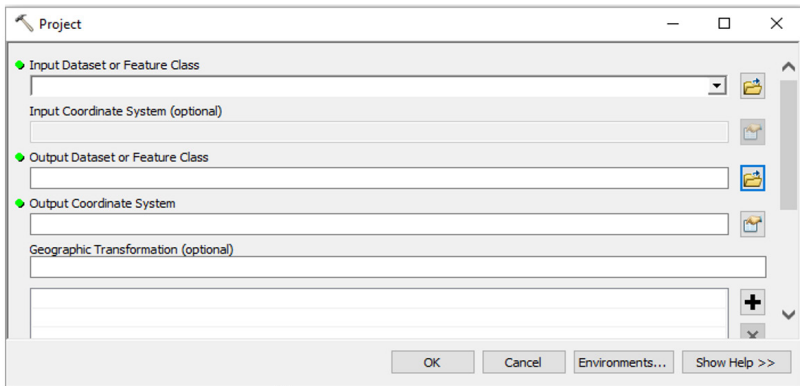 Project
Input Dataset or Feature Class
Input Coordinate System (optional)
Output Dataset or Feature Class
Output Coordinate System
Geographic Transformation (optional)
OK Cancel Environments... Show Help >>